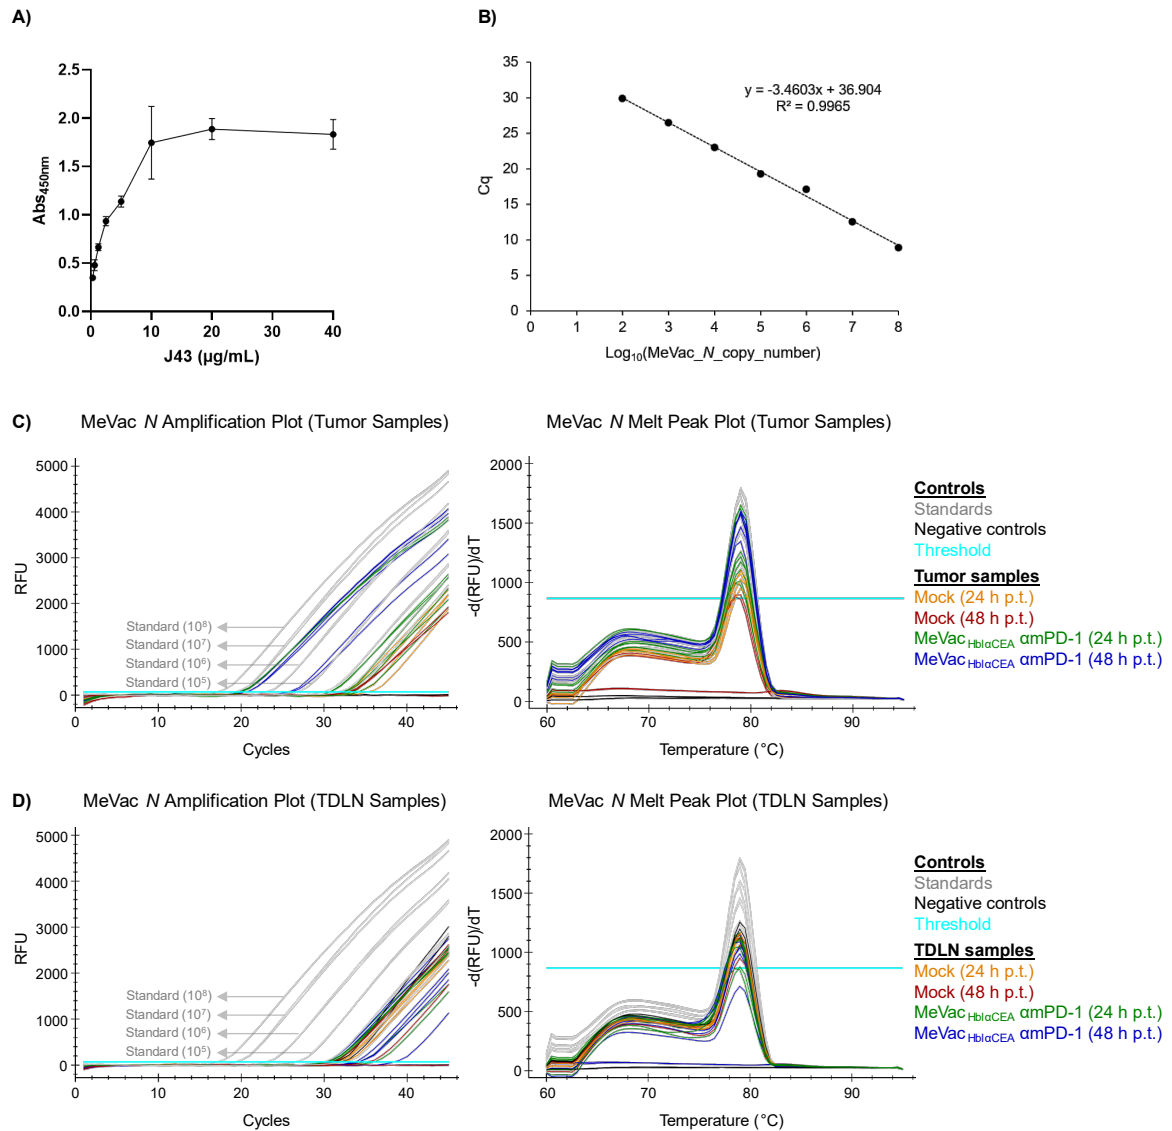 A)
B)
2.5
2.0
1.5
1.0
0.5
0.0
Abs450nm
0 10 20 30 40
J43 (µg/mL)
35
30
25
20
15
10
5
0
Cq
y = -3.4603x + 36.904
R² = 0.9965
0 1 2 3 4 5 6 7 8
Log10(MeVac_N_copy_number)
C)
MeVac N Amplification Plot (Tumor Samples)
5000
4000
3000
2000
1000
0
RFU
Standard (10⁸)
Standard (10⁷)
Standard (10⁶)
Standard (10⁵)
0 10 20 30 40
Cycles
MeVac N Melt Peak Plot (Tumor Samples)
2000
1500
1000
500
0
-d(RFU)/dT
60 70 80 90
Temperature (°C)
Controls
Standards
Negative controls
Threshold
Tumor samples
Mock (24 h p.t.)
Mock (48 h p.t.)
MeVac HblαCEA αmPD-1 (24 h p.t.)
MeVac HblαCEA αmPD-1 (48 h p.t.)
D)
MeVac N Amplification Plot (TDLN Samples)
5000
4000
3000
2000
1000
0
RFU
Standard (10⁸)
Standard (10⁷)
Standard (10⁶)
Standard (10⁵)
0 10 20 30 40
Cycles
MeVac N Melt Peak Plot (TDLN Samples)
2000
1500
1000
500
0
-d(RFU)/dT
60 70 80 90
Temperature (°C)
Controls
Standards
Negative controls
Threshold
TDLN samples
Mock (24 h p.t.)
Mock (48 h p.t.)
MeVac HblαCEA αmPD-1 (24 h p.t.)
MeVac HblαCEA αmPD-1 (48 h p.t.)